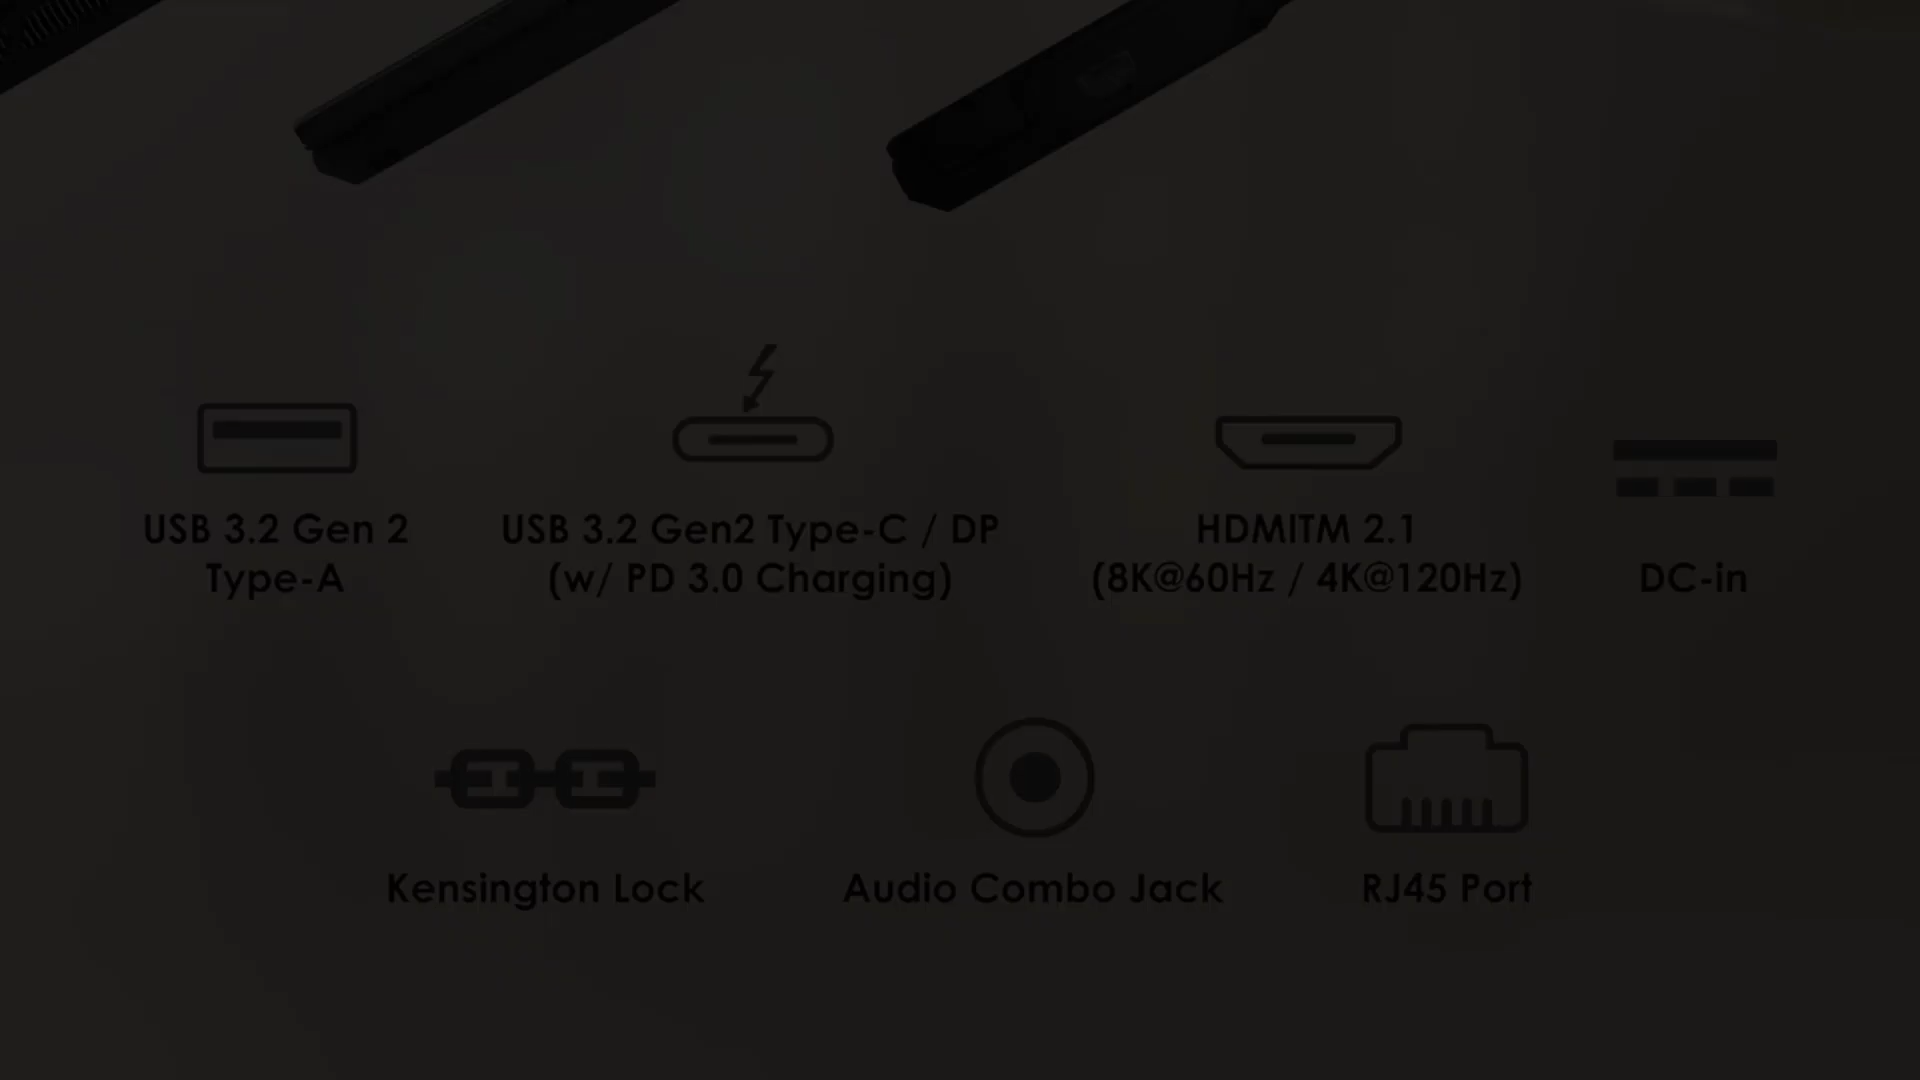 USB 3.2 Gen 2
Type-A
USB 3.2 Gen2 Type-C / DP
(w/ PD 3.0 Charging)
HDMITM 2.1
(8K@60Hz / 4K@120Hz)
DC-in
Kensington Lock
Audio Combo Jack
RJ45 Port